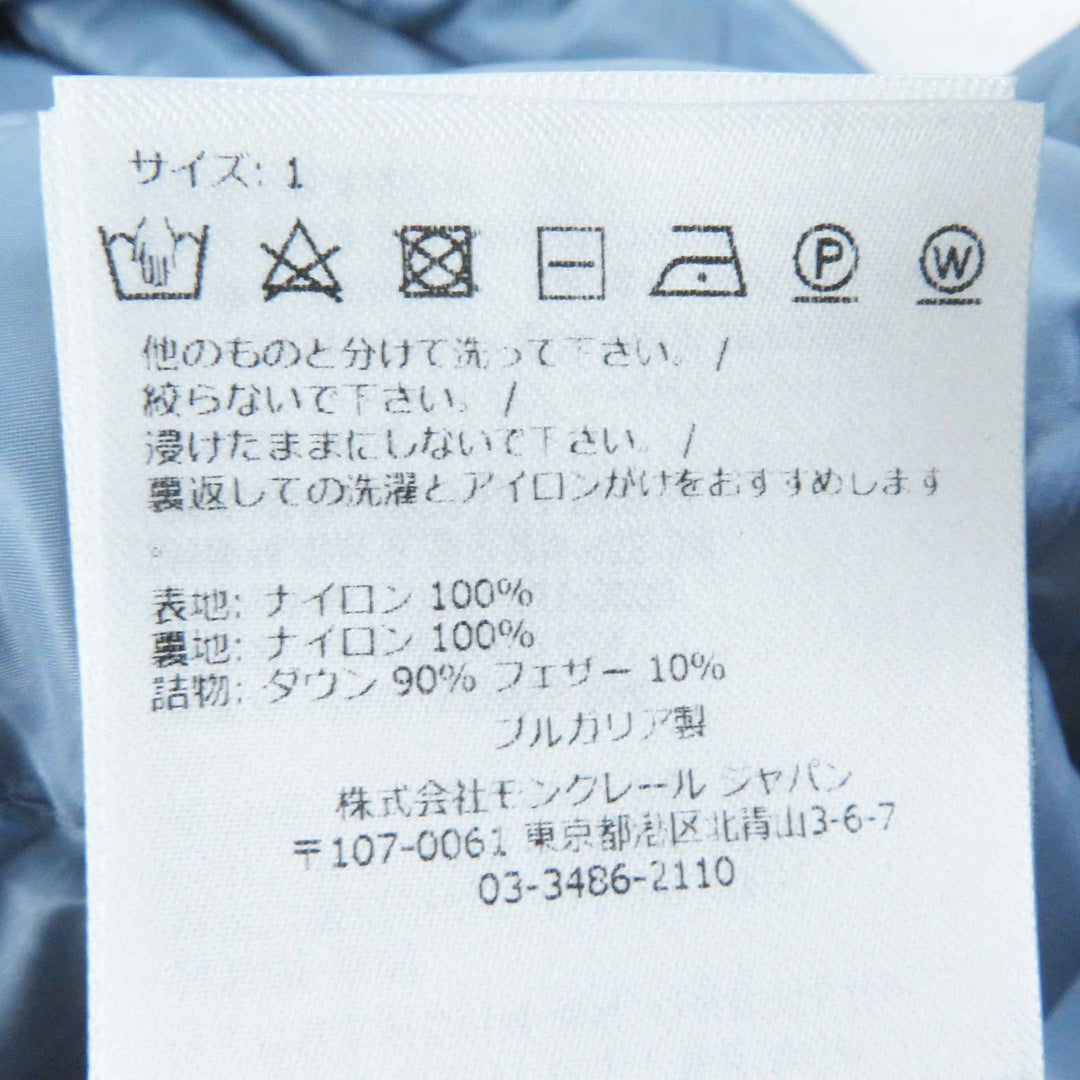 サイズ: 1
P W
他のものと分けて洗って下さい。/
絞らないで下さい。/
浸けたままにしないで下さい。/
裏返しての洗濯とアイロンがけをおすすめします
。
表地: ナイロン 100%
裏地: ナイロン 100%
詰物: ダウン 90% フェザー 10%
ブルガリア製
株式会社モンクレール ジャパン
〒107-0061 東京都港区北青山3-6-7
03-3486-2110